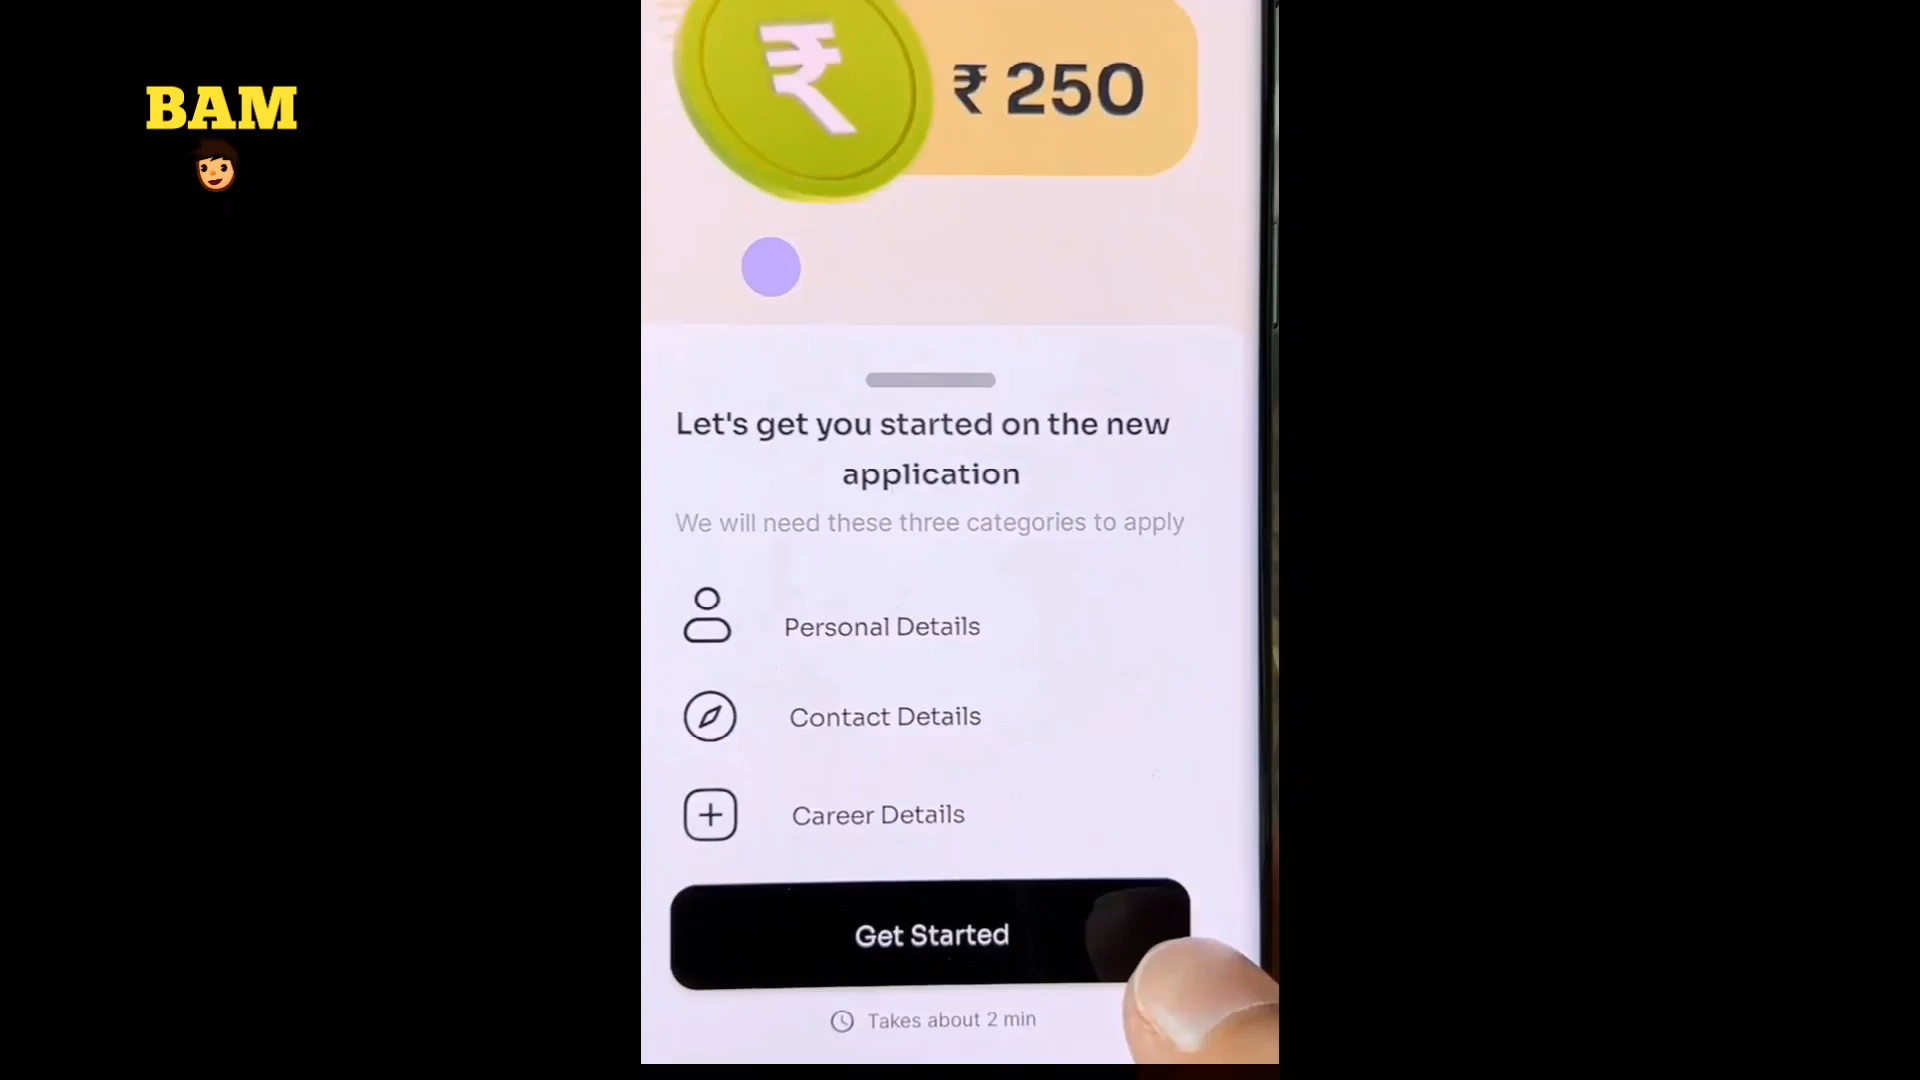 BAM
₹
₹ 250
Let's get you started on the new
application
We will need these three categories to apply
Personal Details
Contact Details
Career Details
Get Started
Takes about 2 min